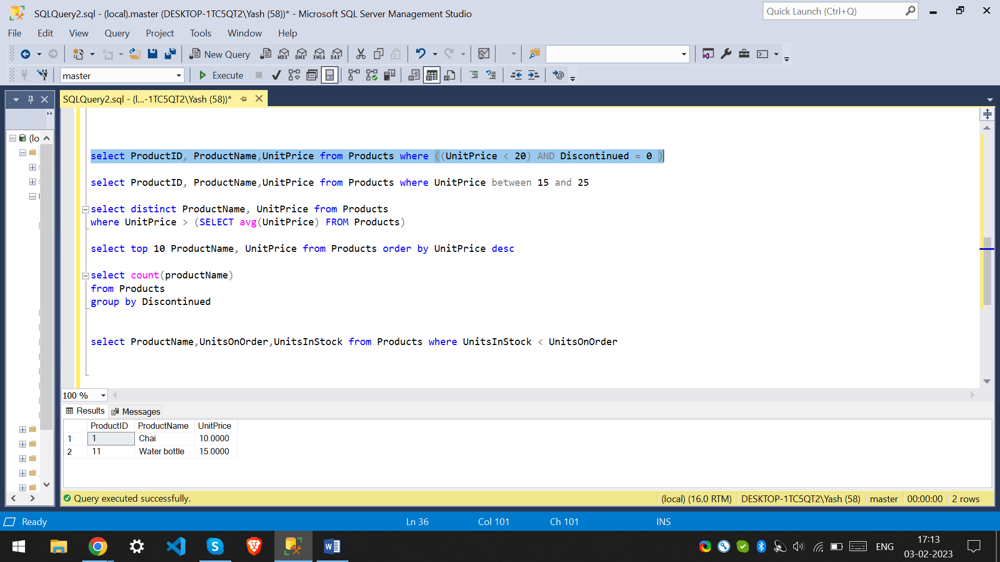 SQLQuery2.sql - (local).master (DESKTOP-1TC5QT2\Yash (58))* - Microsoft SQL Server Management Studio
Quick Launch (Ctrl+Q)
File Edit View Query Project Tools Window Help
New Query MDX DMX XMLA DAX
master Execute
SQLQuery2.sql - (l...-1TC5QT2\Yash (58))*
(lo
select ProductID, ProductName,UnitPrice from Products where ((UnitPrice < 20) AND Discontinued = 0 )
select ProductID, ProductName,UnitPrice from Products where UnitPrice between 15 and 25
select distinct ProductName, UnitPrice from Products
where UnitPrice > (SELECT avg(UnitPrice) FROM Products)
select top 10 ProductName, UnitPrice from Products order by UnitPrice desc
select count(productName)
from Products
group by Discontinued
select ProductName,UnitsOnOrder,UnitsInStock from Products where UnitsInStock < UnitsOnOrder
100 %
Results Messages
ProductID ProductName UnitPrice
1 1 Chai 10.0000
2 11 Water bottle 15.0000
Query executed successfully. (local) (16.0 RTM) DESKTOP-1TC5QT2\Yash (58) master 00:00:00 2 rows
Ready Ln 36 Col 101 Ch 101 INS
ENG
17:13
03-02-2023